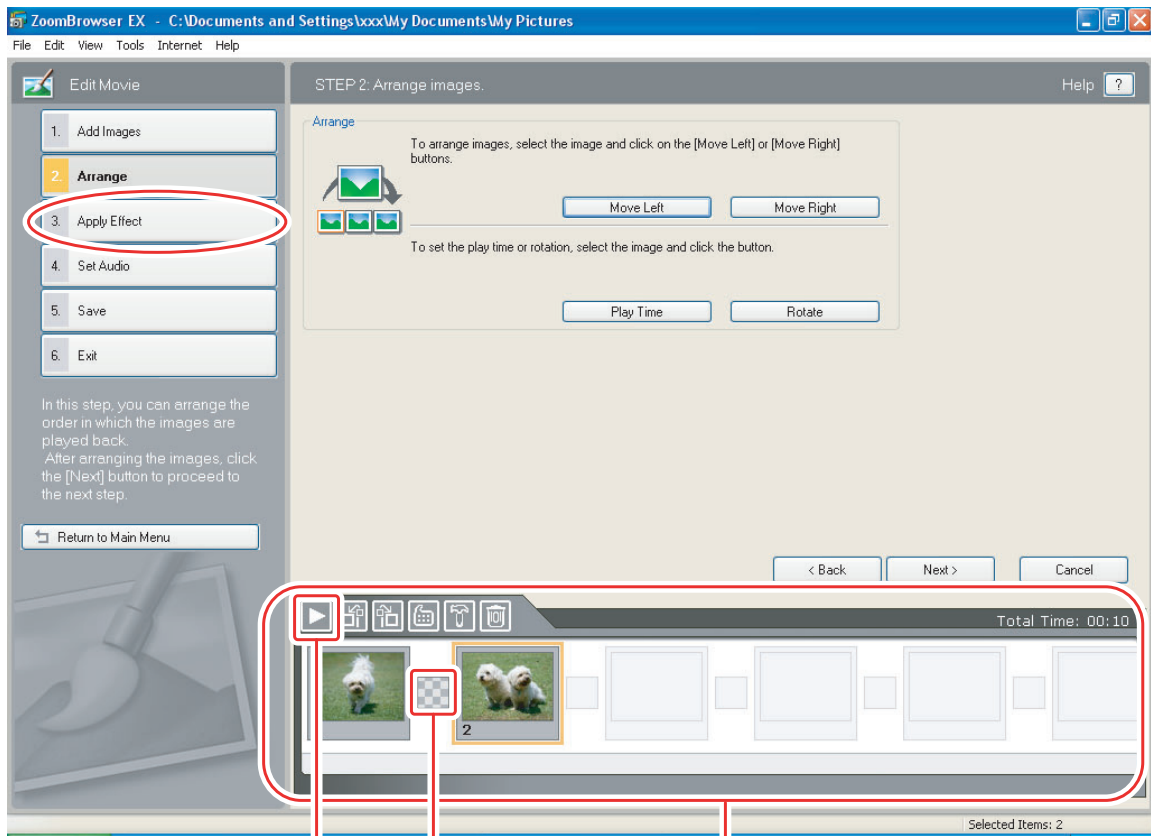 ZoomBrowser EX - C:\Documents and Settings\xxx\My Documents\My Pictures
File Edit View Tools Internet Help
Edit Movie
1. Add Images
2. Arrange
3. Apply Effect
4. Set Audio
5. Save
6. Exit
In this step, you can arrange the
order in which the images are
played back.
After arranging the images, click
the [Next] button to proceed to
the next step.
Return to Main Menu
STEP 2: Arrange images.
Help ?
Arrange
To arrange images, select the image and click on the [Move Left] or [Move Right]
buttons.
Move Left Move Right
To set the play time or rotation, select the image and click the button.
Play Time Rotate
< Back Next > Cancel
Total Time: 00:10
2
Selected Items: 2